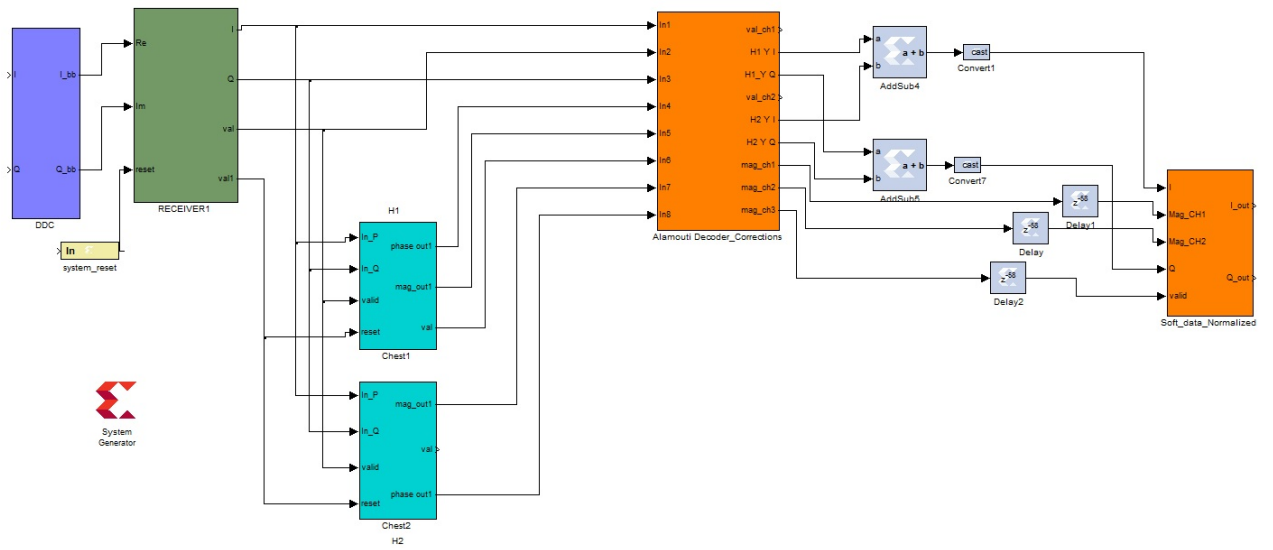 I
Q
I_bb
Q_bb
DDC
In
system_reset
Re
Im
reset
I
Q
val
val1
RECEIVER1
System
Generator
H1
In_P
In_Q
valid
reset
phase out1
mag_out1
val
Chest1
In_P
In_Q
valid
reset
mag_out1
val
phase out1
Chest2
H2
In1
In2
In3
In4
In5
In6
In7
In8
val_ch1
H1 Y I
H1_Y Q
val_ch2
H2 Y I
H2 Y Q
mag_ch1
mag_ch2
mag_ch3
Alamouti Decoder_Corrections
a
b
a + b
AddSub4
cast
Convert1
a
b
a + b
AddSub5
cast
Convert7
z-55
Delay1
z-55
Delay
z-55
Delay2
I
Mag_CH1
Mag_CH2
Q
valid
I_out
Q_out
Soft_data_Normalized